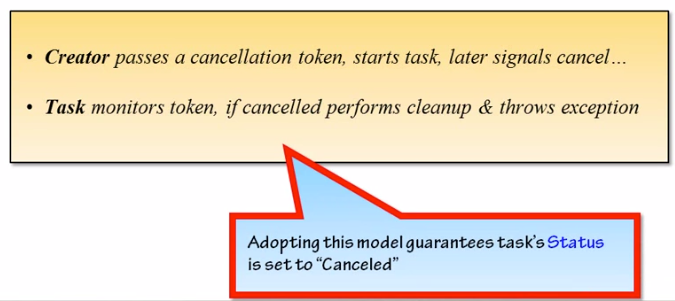 • Creator passes a cancellation token, starts task, later signals cancel…
• Task monitors token, if cancelled performs cleanup & throws exception
Adopting this model guarantees task's Status
is set to "Canceled"